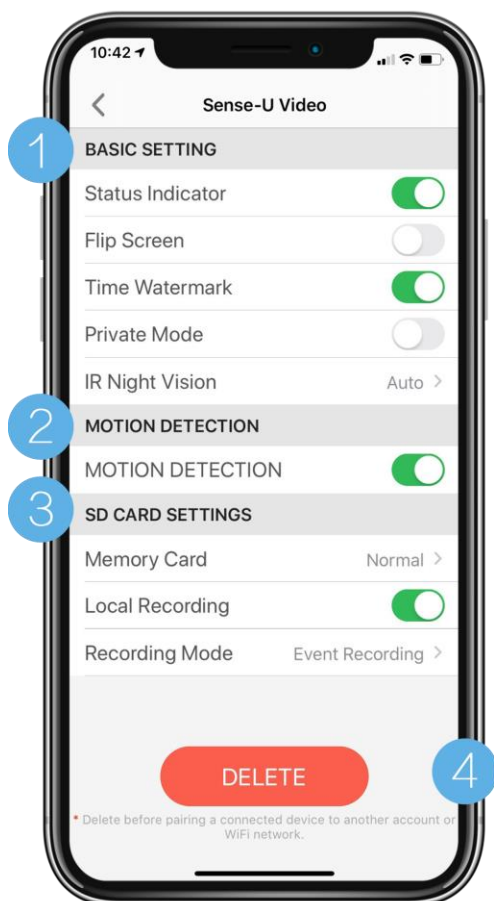 10:42
Sense-U Video
1
BASIC SETTING
Status Indicator
Flip Screen
Time Watermark
Private Mode
IR Night Vision Auto >
2
MOTION DETECTION
MOTION DETECTION
3
SD CARD SETTINGS
Memory Card Normal >
Local Recording
Recording Mode Event Recording >
DELETE
4
* Delete before pairing a connected device to another account or
WiFi network.